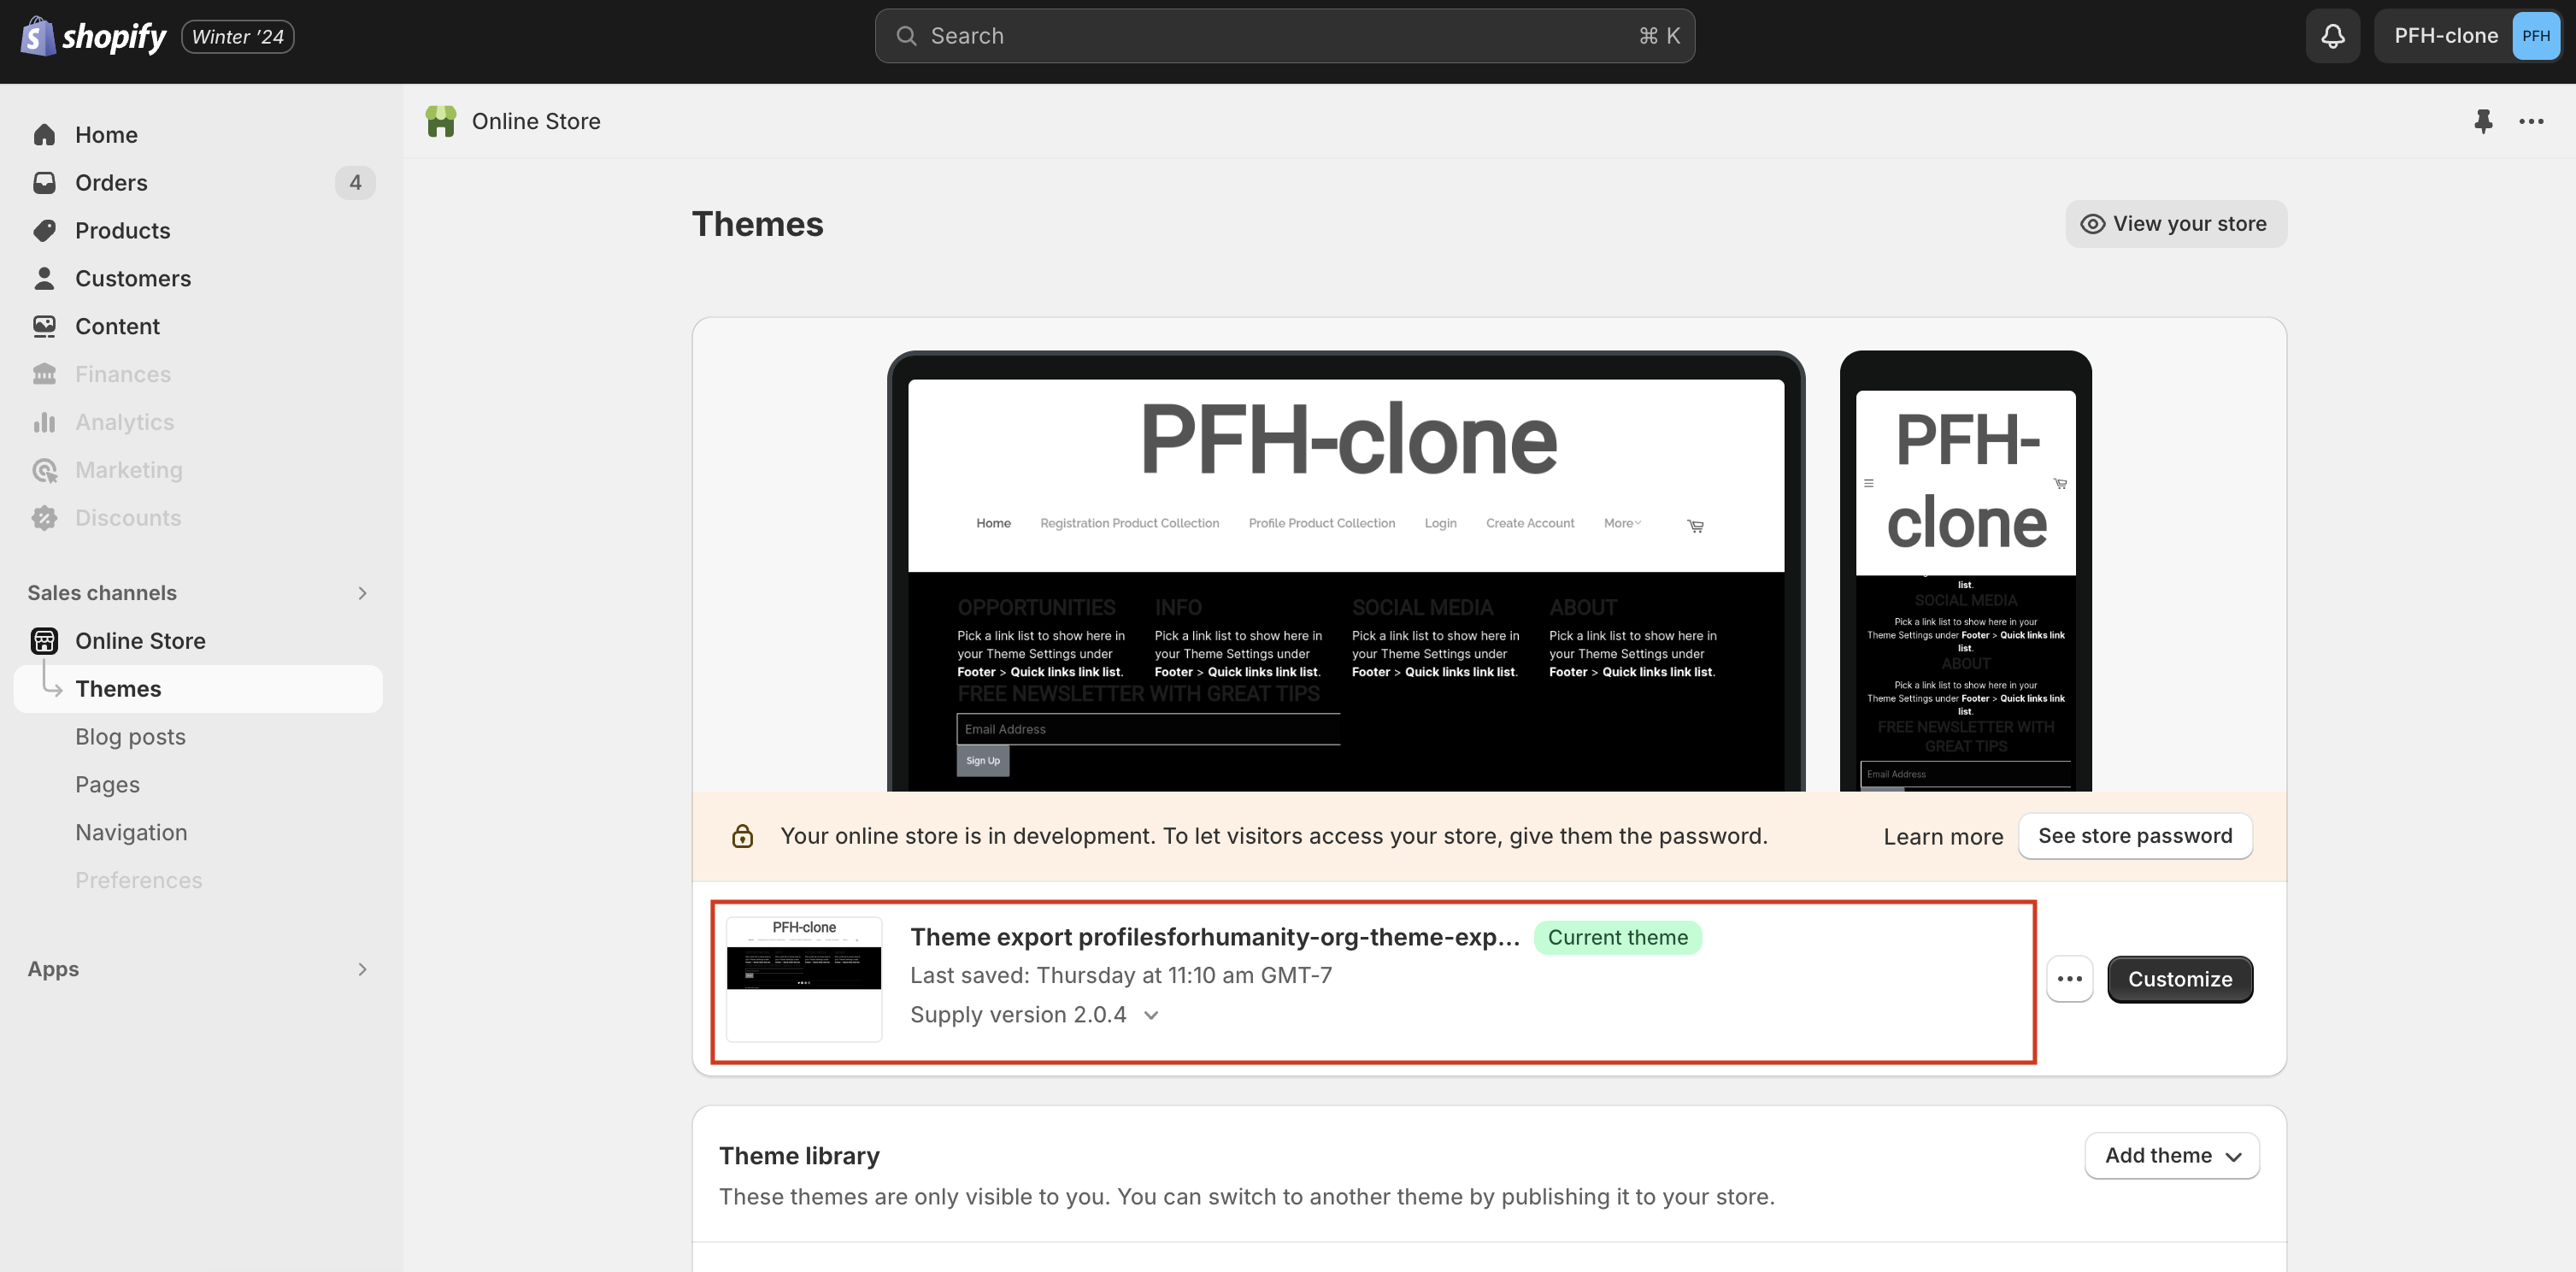 shopify Winter '24
Search ⌘ K
PFH-clone PFH
Home
Orders 4
Products
Customers
Content
Finances
Analytics
Marketing
Discounts
Sales channels
Online Store
Themes
Blog posts
Pages
Navigation
Preferences
Apps
Online Store
Themes
View your store
PFH-clone
Home Registration Product Collection Profile Product Collection Login Create Account More
OPPORTUNITIES
Pick a link list to show here in
your Theme Settings under
Footer > Quick links link list.
INFO
Pick a link list to show here in
your Theme Settings under
Footer > Quick links link list.
SOCIAL MEDIA
Pick a link list to show here in
your Theme Settings under
Footer > Quick links link list.
ABOUT
Pick a link list to show here in
your Theme Settings under
Footer > Quick links link list.
FREE NEWSLETTER WITH GREAT TIPS
Email Address
Sign Up
PFH-
clone
list.
SOCIAL MEDIA
Pick a link list to show here in your
Theme Settings under Footer > Quick links link
list.
ABOUT
Pick a link list to show here in your
Theme Settings under Footer > Quick links link
list.
FREE NEWSLETTER WITH
GREAT TIPS
Email Address
Your online store is in development. To let visitors access your store, give them the password.
Learn more
See store password
PFH-clone
Theme export profilesforhumanity-org-theme-exp... Current theme
Last saved: Thursday at 11:10 am GMT-7
Supply version 2.0.4
Customize
Theme library
Add theme
These themes are only visible to you. You can switch to another theme by publishing it to your store.